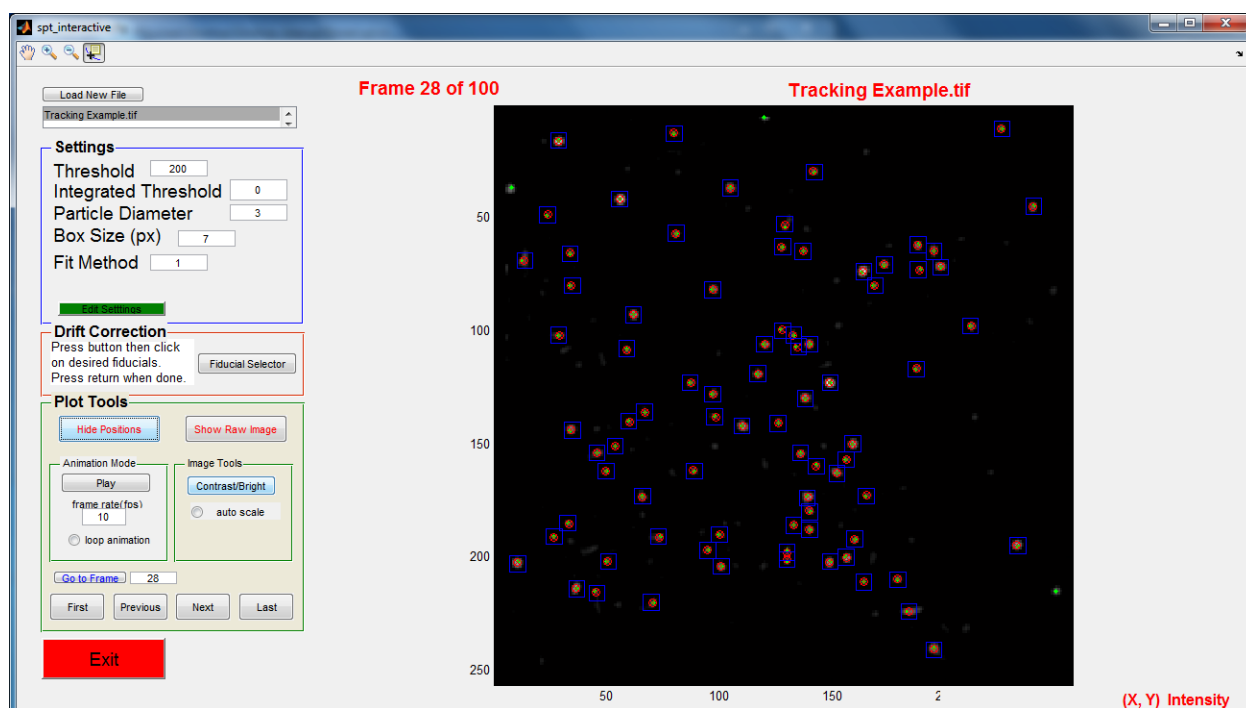 spt_interactive
Load New File
Tracking Example.tif
Frame 28 of 100
Tracking Example.tif
Settings
Threshold 200
Integrated Threshold 0
Particle Diameter 3
Box Size (px) 7
Fit Method 1
Edit Setttings
Drift Correction
Press button then click
on desired fiducials.
Press return when done.
Fiducial Selector
Plot Tools
Hide Positions
Show Raw Image
Animation Mode
Play
frame rate(fps)
10
loop animation
Image Tools
Contrast/Bright
auto scale
Go to Frame 28
First Previous Next Last
Exit
50
100
150
200
250
50 100 150 2
(X, Y) Intensity